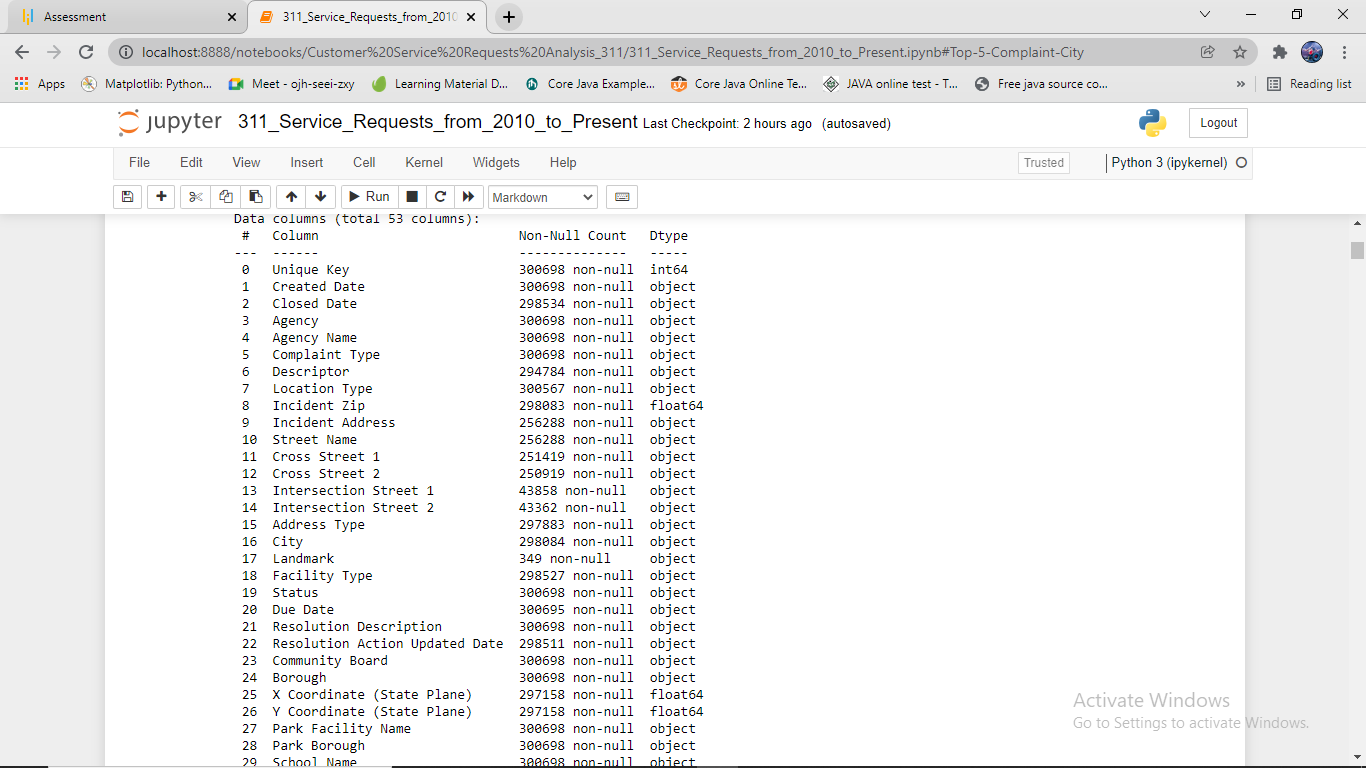 Assessment
311_Service_Requests_from_2010
localhost:8888/notebooks/Customer%20Service%20Requests%20Analysis_311/311_Service_Requests_from_2010_to_Present.ipynb#Top-5-Complaint-City
Apps Matplotlib: Python... Meet - ojh-seei-zxy Learning Material D... Core Java Example... Core Java Online Te... JAVA online test - T... Free java source co... » Reading list
jupyter 311_Service_Requests_from_2010_to_Present Last Checkpoint: 2 hours ago (autosaved) Logout
File Edit View Insert Cell Kernel Widgets Help Trusted Python 3 (ipykernel)
Run Markdown
Data columns (total 53 columns):
# Column Non-Null Count Dtype
--- ------ -------------- -----
0 Unique Key 300698 non-null int64
1 Created Date 300698 non-null object
2 Closed Date 298534 non-null object
3 Agency 300698 non-null object
4 Agency Name 300698 non-null object
5 Complaint Type 300698 non-null object
6 Descriptor 294784 non-null object
7 Location Type 300567 non-null object
8 Incident Zip 298083 non-null float64
9 Incident Address 256288 non-null object
10 Street Name 256288 non-null object
11 Cross Street 1 251419 non-null object
12 Cross Street 2 250919 non-null object
13 Intersection Street 1 43858 non-null object
14 Intersection Street 2 43362 non-null object
15 Address Type 297883 non-null object
16 City 298084 non-null object
17 Landmark 349 non-null object
18 Facility Type 298527 non-null object
19 Status 300698 non-null object
20 Due Date 300695 non-null object
21 Resolution Description 300698 non-null object
22 Resolution Action Updated Date 298511 non-null object
23 Community Board 300698 non-null object
24 Borough 300698 non-null object
25 X Coordinate (State Plane) 297158 non-null float64
26 Y Coordinate (State Plane) 297158 non-null float64
27 Park Facility Name 300698 non-null object
28 Park Borough 300698 non-null object
29 School Name 300698 non-null object
Activate Windows
Go to Settings to activate Windows.